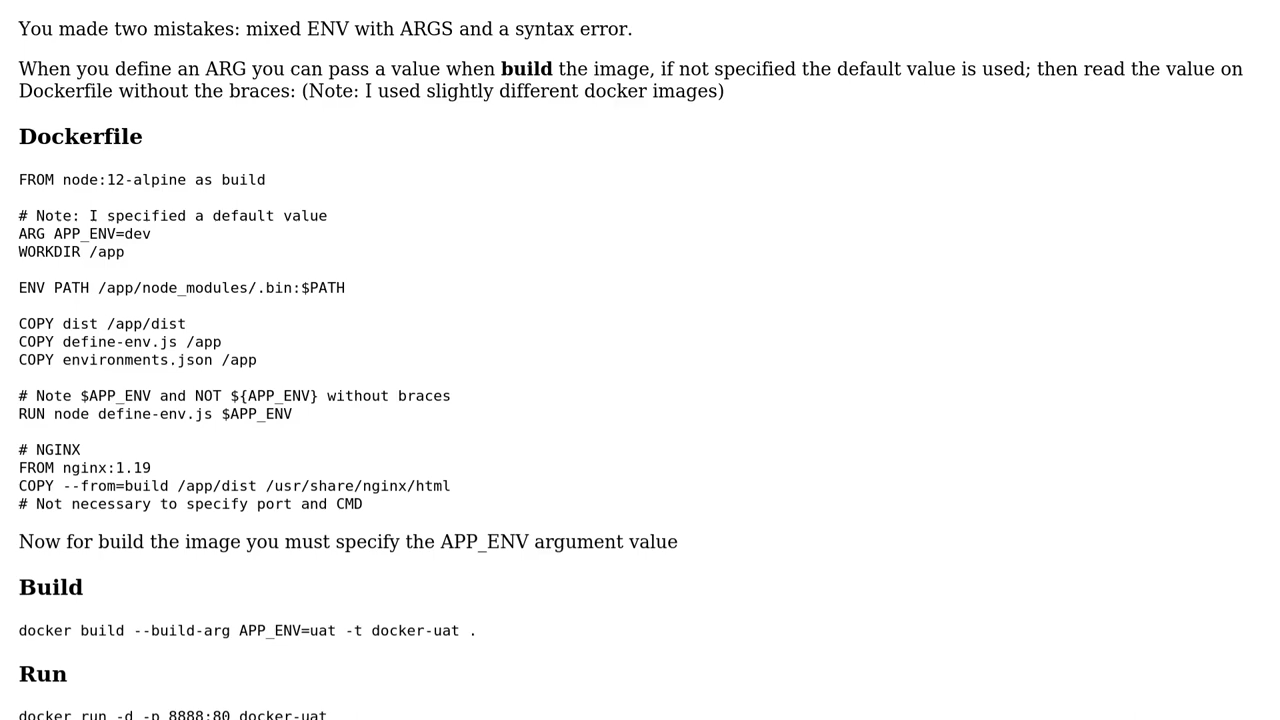 You made two mistakes: mixed ENV with ARGS and a syntax error.
When you define an ARG you can pass a value when build the image, if not specified the default value is used; then read the value on
Dockerfile without the braces: (Note: I used slightly different docker images)
Dockerfile
FROM node:12-alpine as build
# Note: I specified a default value
ARG APP_ENV=dev
WORKDIR /app
ENV PATH /app/node_modules/.bin:$PATH
COPY dist /app/dist
COPY define-env.js /app
COPY environments.json /app
# Note $APP_ENV and NOT ${APP_ENV} without braces
RUN node define-env.js $APP_ENV
# NGINX
FROM nginx:1.19
COPY --from=build /app/dist /usr/share/nginx/html
# Not necessary to specify port and CMD
Now for build the image you must specify the APP_ENV argument value
Build
docker build --build-arg APP_ENV=uat -t docker-uat .
Run
docker run -d -p 8888:80 docker-uat